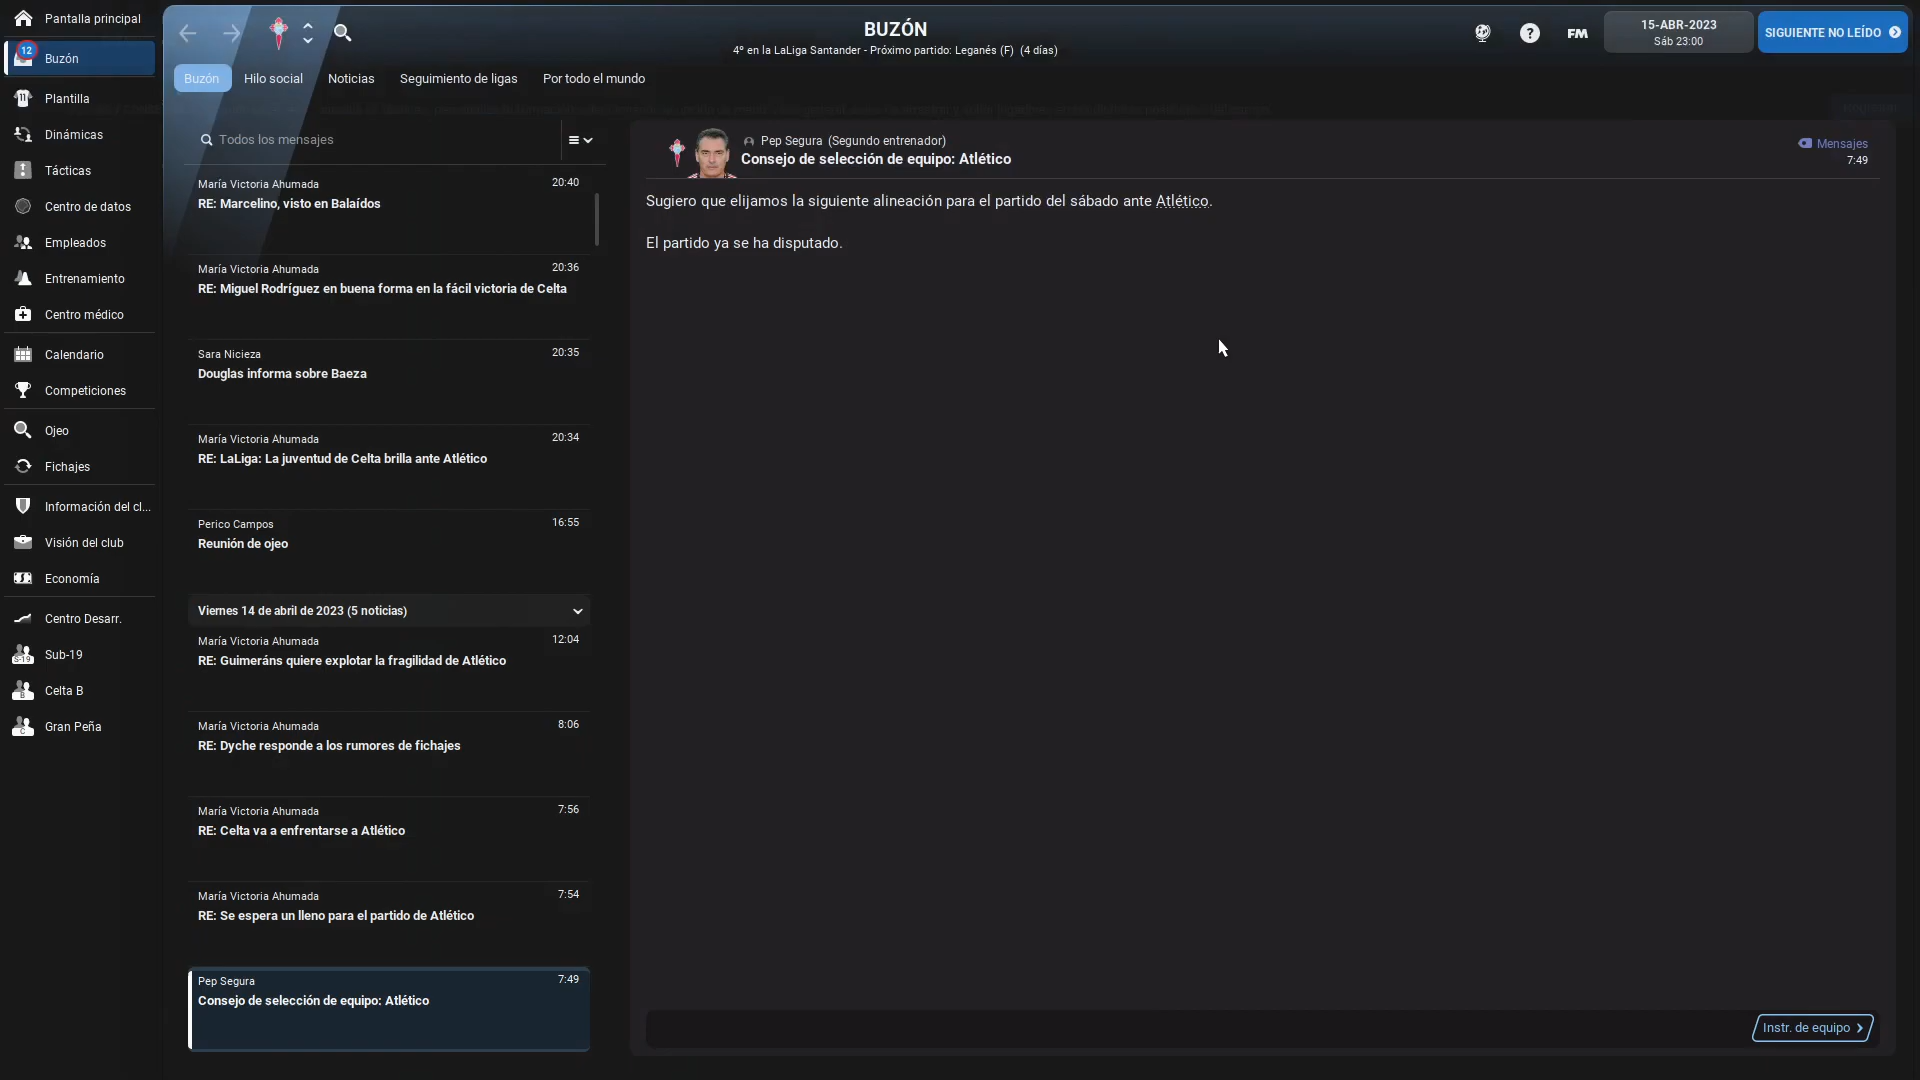 Pantalla principal
12
Buzón
Plantilla
Dinámicas
Tácticas
Centro de datos
Empleados
Entrenamiento
Centro médico
Calendario
Competiciones
Ojeo
Fichajes
Información del cl...
Visión del club
Economía
Centro Desarr.
Sub-19
Celta B
Gran Peña
BUZÓN
4º en la LaLiga Santander - Próximo partido: Leganés (F) (4 días)
FM
15-ABR-2023
Sáb 23:00
SIGUIENTE NO LEÍDO
Buzón
Hilo social
Noticias
Seguimiento de ligas
Por todo el mundo
Todos los mensajes
María Victoria Ahumada 20:40
RE: Marcelino, visto en Balaídos
María Victoria Ahumada 20:36
RE: Miguel Rodríguez en buena forma en la fácil victoria de Celta
Sara Nicieza 20:35
Douglas informa sobre Baeza
María Victoria Ahumada 20:34
RE: LaLiga: La juventud de Celta brilla ante Atlético
Perico Campos 16:55
Reunión de ojeo
Viernes 14 de abril de 2023 (5 noticias)
María Victoria Ahumada 12:04
RE: Guimeráns quiere explotar la fragilidad de Atlético
María Victoria Ahumada 8:06
RE: Dyche responde a los rumores de fichajes
María Victoria Ahumada 7:56
RE: Celta va a enfrentarse a Atlético
María Victoria Ahumada 7:54
RE: Se espera un lleno para el partido de Atlético
Pep Segura 7:49
Consejo de selección de equipo: Atlético
Pep Segura (Segundo entrenador)
Consejo de selección de equipo: Atlético
Mensajes
7:49
Sugiero que elijamos la siguiente alineación para el partido del sábado ante Atlético.
El partido ya se ha disputado.
Instr. de equipo